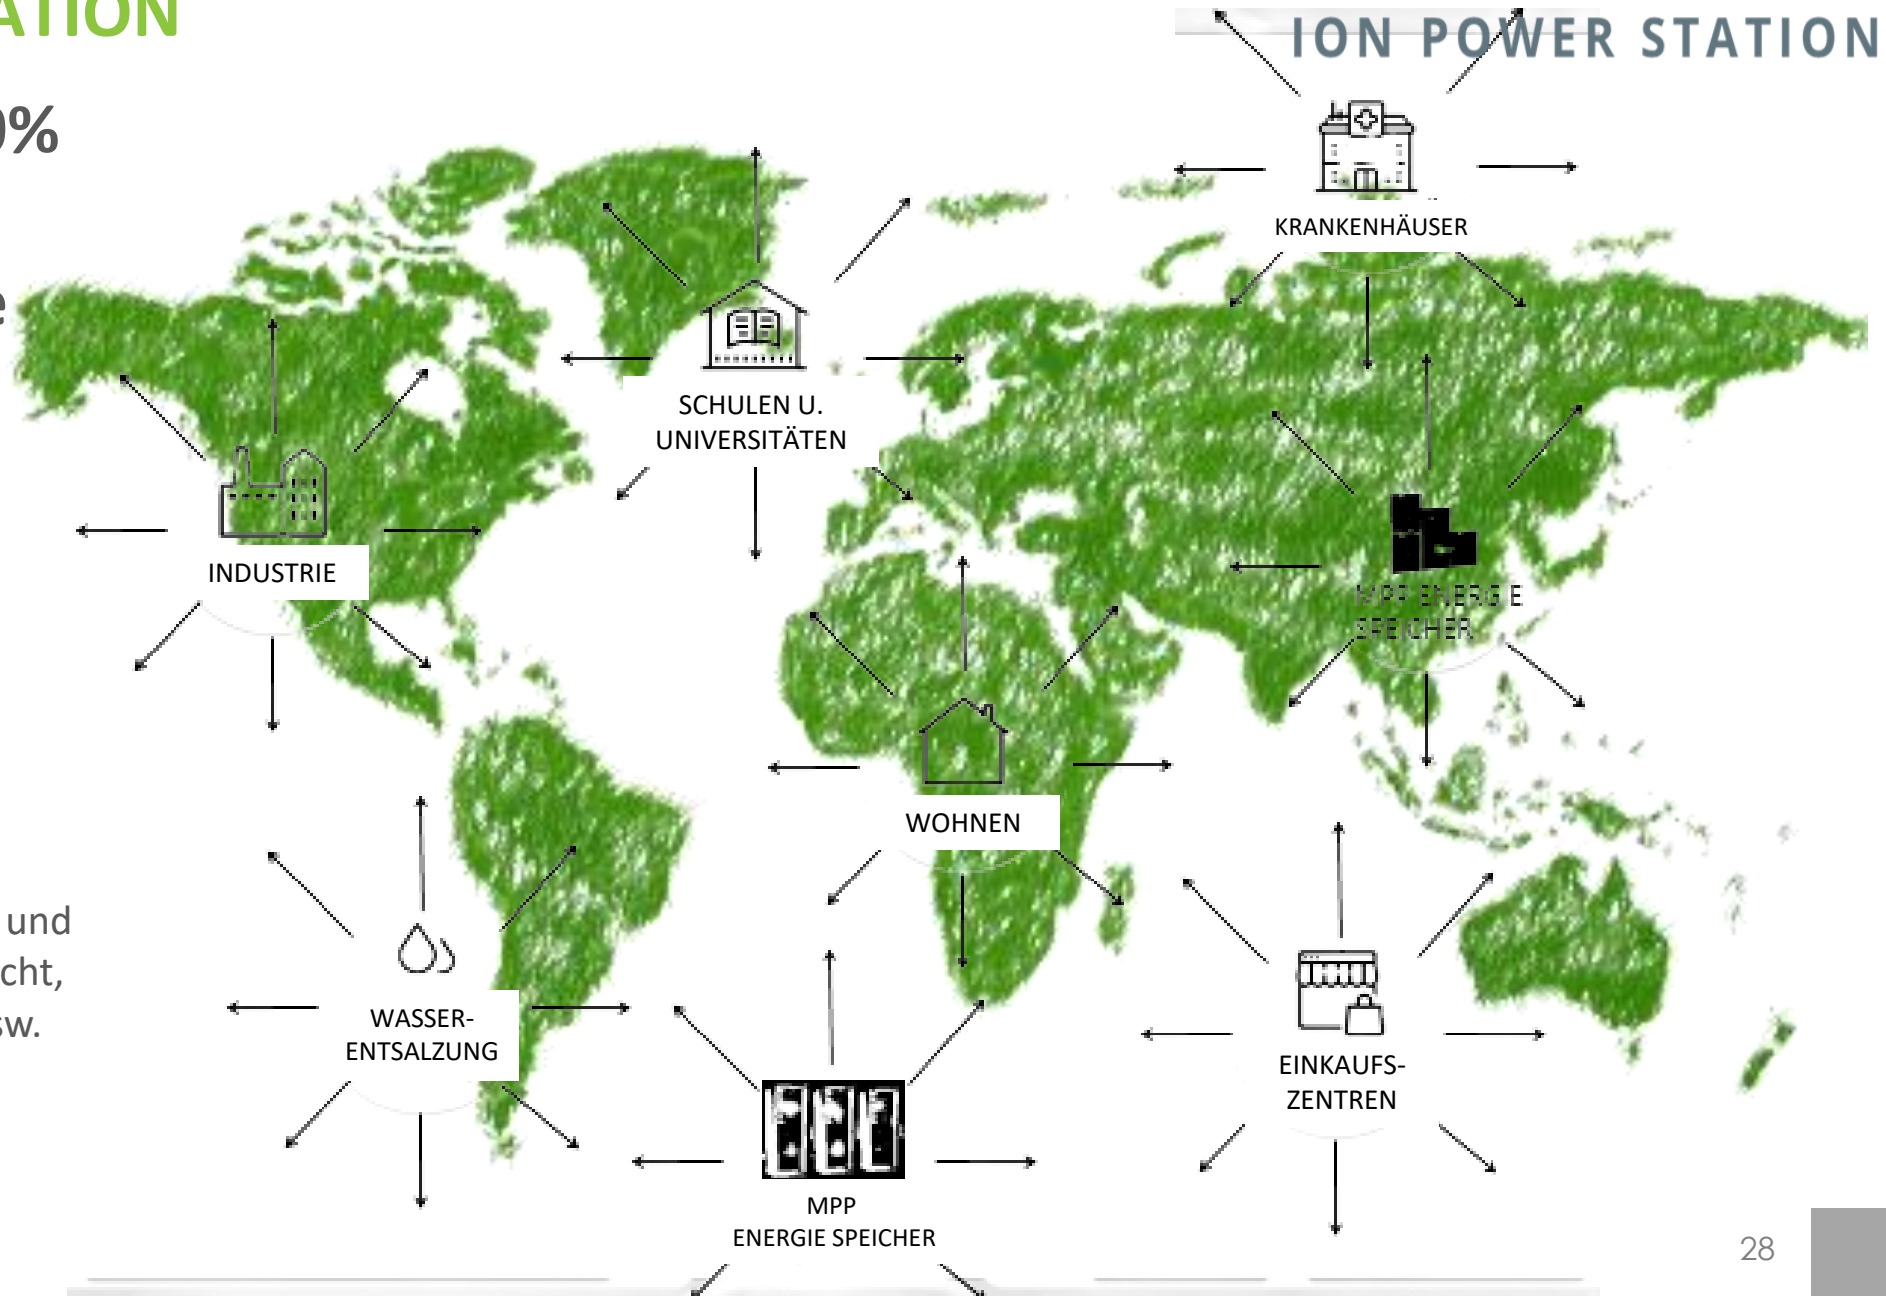 ATION
ION POWER STATION
0%
e
KRANKENHÄUSER
SCHULEN U.
UNIVERSITÄTEN
INDUSTRIE
MPP ENERGIE
SPEICHER
WOHNEN
und
cht,
sw.
WASSER-
ENTSALZUNG
EINKAUFS-
ZENTREN
MPP
ENERGIE SPEICHER
28